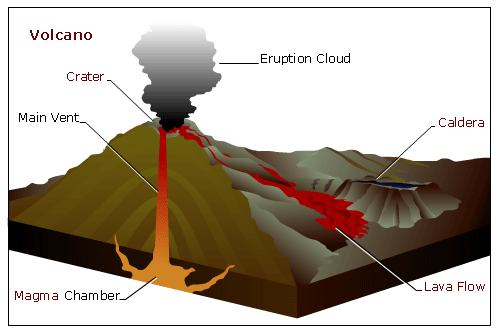 Volcano
Eruption Cloud
Crater
Main Vent
Caldera
Lava Flow
Magma Chamber